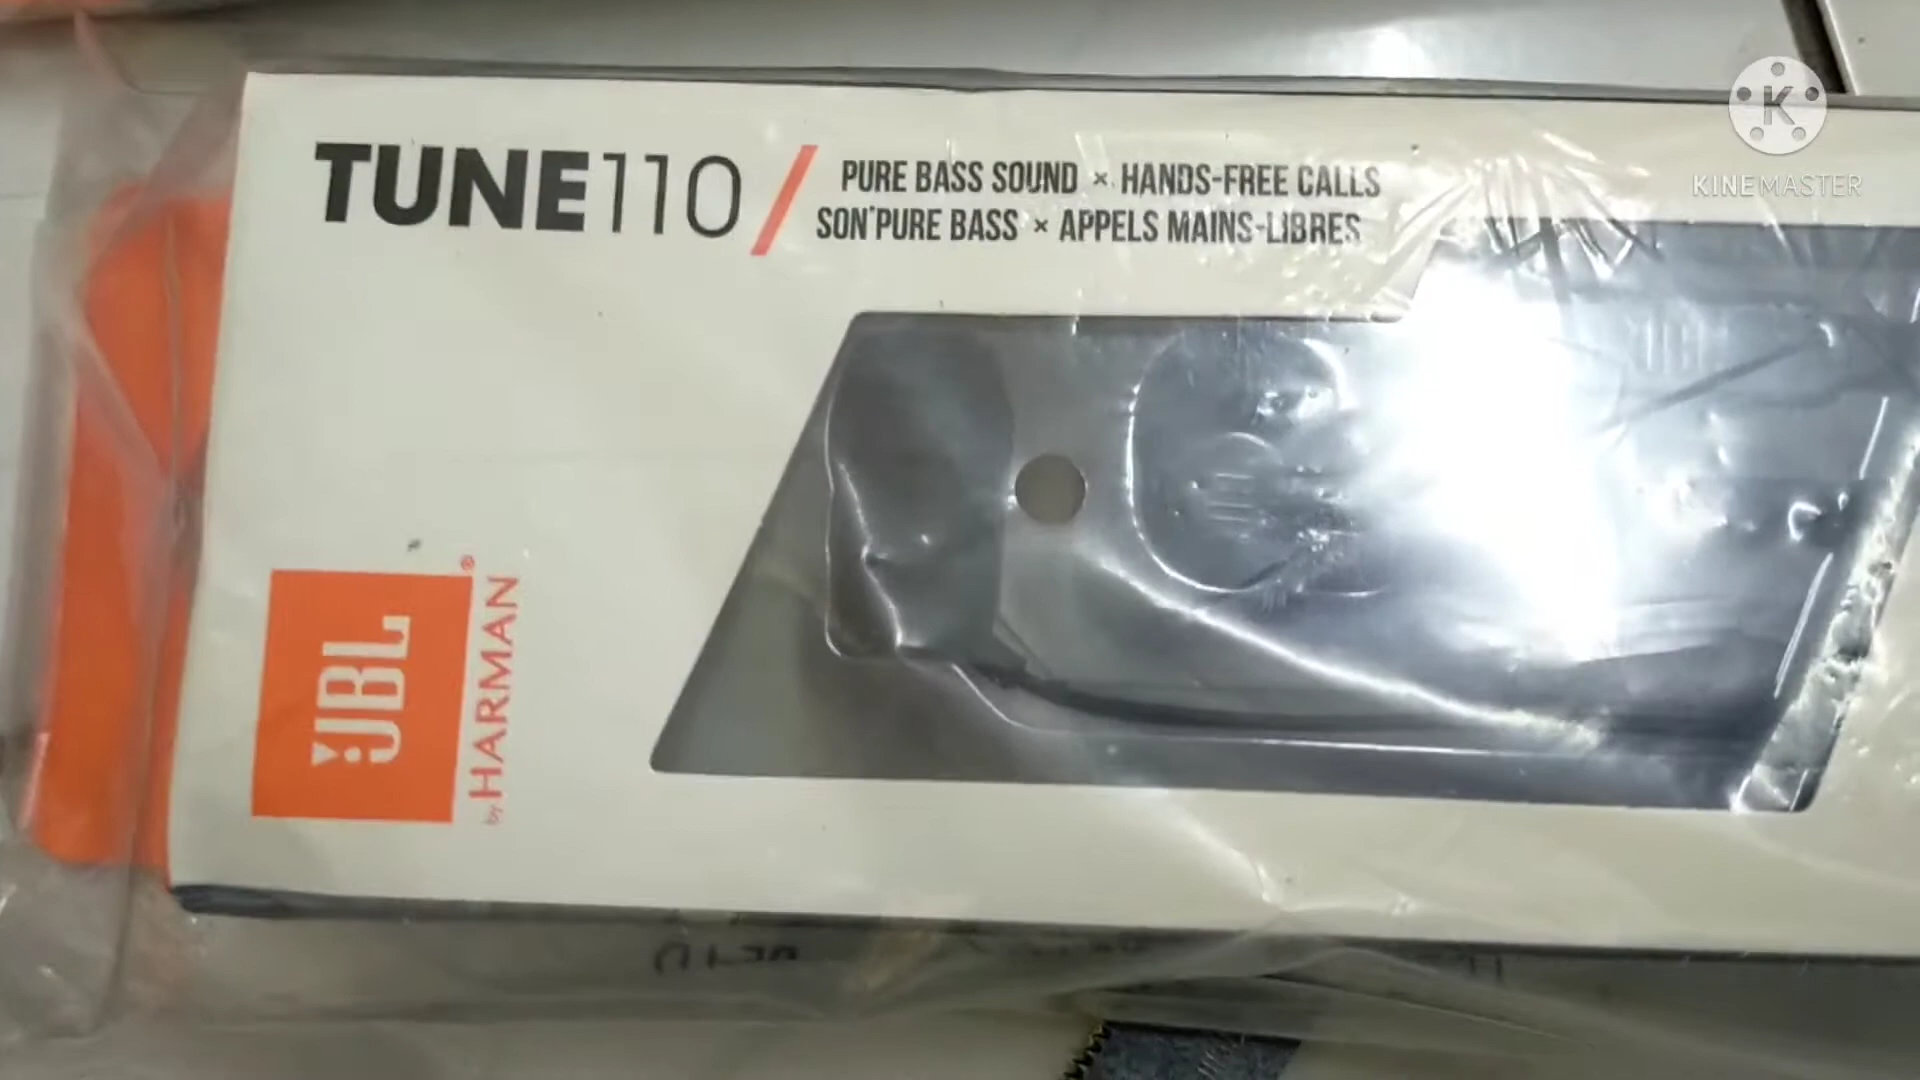 TUNE110
PURE BASS SOUND × HANDS-FREE CALLS
SON PURE BASS × APPELS MAINS-LIBRES
K
KINEMASTER
JBL
by HARMAN®